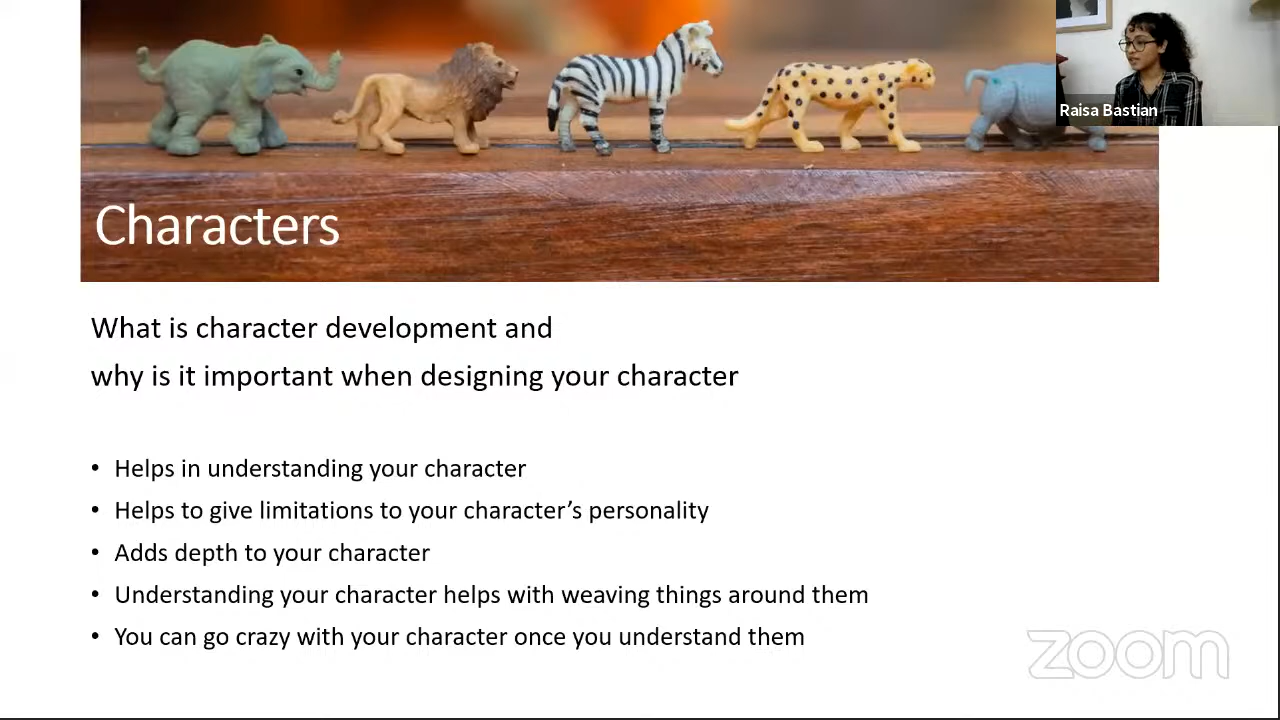 Raisa Bastian
Characters
What is character development and
why is it important when designing your character
• Helps in understanding your character
• Helps to give limitations to your character’s personality
• Adds depth to your character
• Understanding your character helps with weaving things around them
• You can go crazy with your character once you understand them
zoom